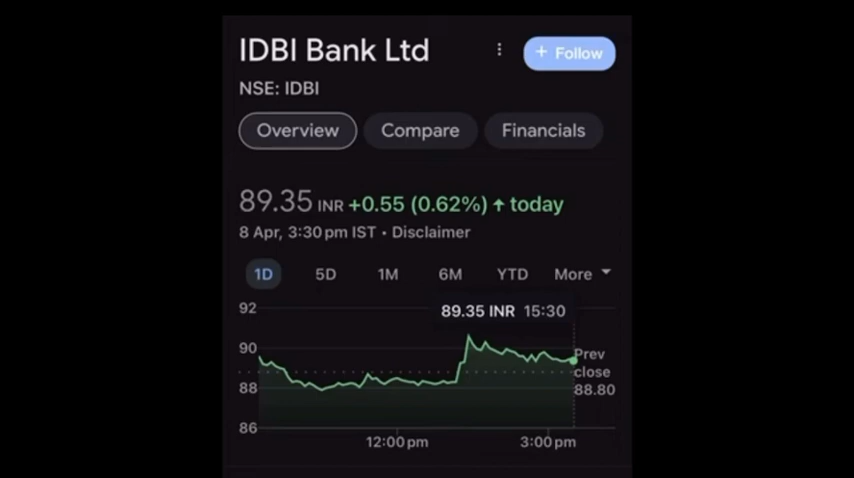 IDBI Bank Ltd
+ Follow
NSE: IDBI
Overview Compare Financials
89.35 INR +0.55 (0.62%) ↑ today
8 Apr, 3:30 pm IST • Disclaimer
1D 5D 1M 6M YTD More
89.35 INR 15:30
92
90
88
86
Prev
close
88.80
12:00 pm 3:00 pm